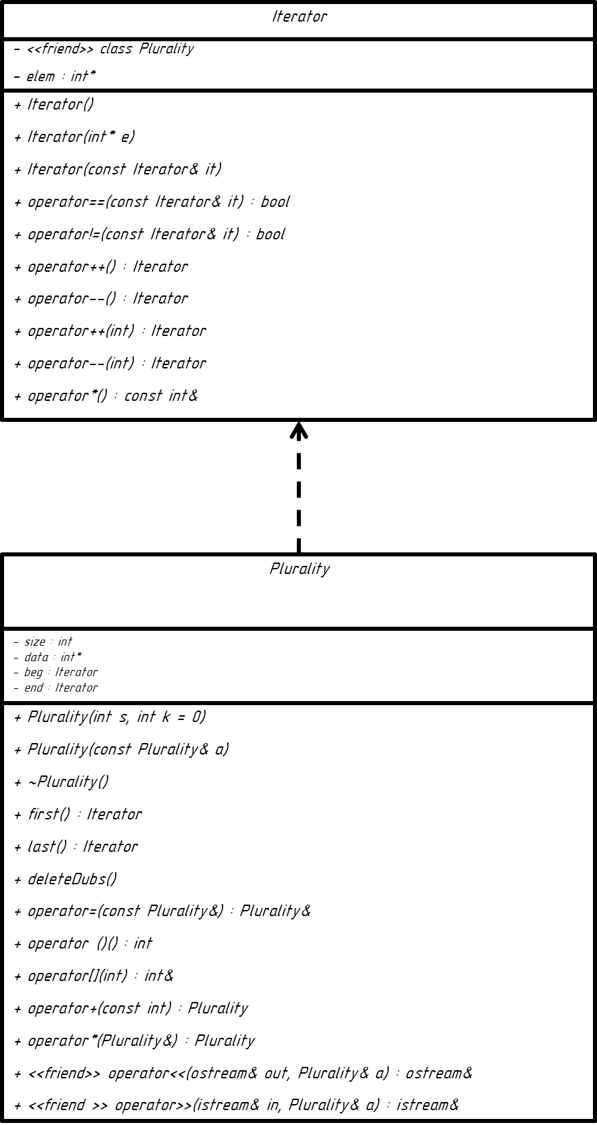 Iterator
- <<friend>> class Plurality
- elem : int*
+ Iterator()
+ Iterator(int* e)
+ Iterator(const Iterator& it)
+ operator==(const Iterator& it) : bool
+ operator!=(const Iterator& it) : bool
+ operator++() : Iterator
+ operator--() : Iterator
+ operator++(int) : Iterator
+ operator--(int) : Iterator
+ operator*() : const int&
Plurality
- size : int
- data : int*
- beg : Iterator
- end : Iterator
+ Plurality(int s, int k = 0)
+ Plurality(const Plurality& a)
+ ~Plurality()
+ first() : Iterator
+ last() : Iterator
+ deleteDubs()
+ operator=(const Plurality&) : Plurality&
+ operator ()() : int
+ operator[](int) : int&
+ operator+(const int) : Plurality
+ operator*(Plurality&) : Plurality
+ <<friend>> operator<<(ostream& out, Plurality& a) : ostream&
+ <<friend >> operator>>(istream& in, Plurality& a) : istream&